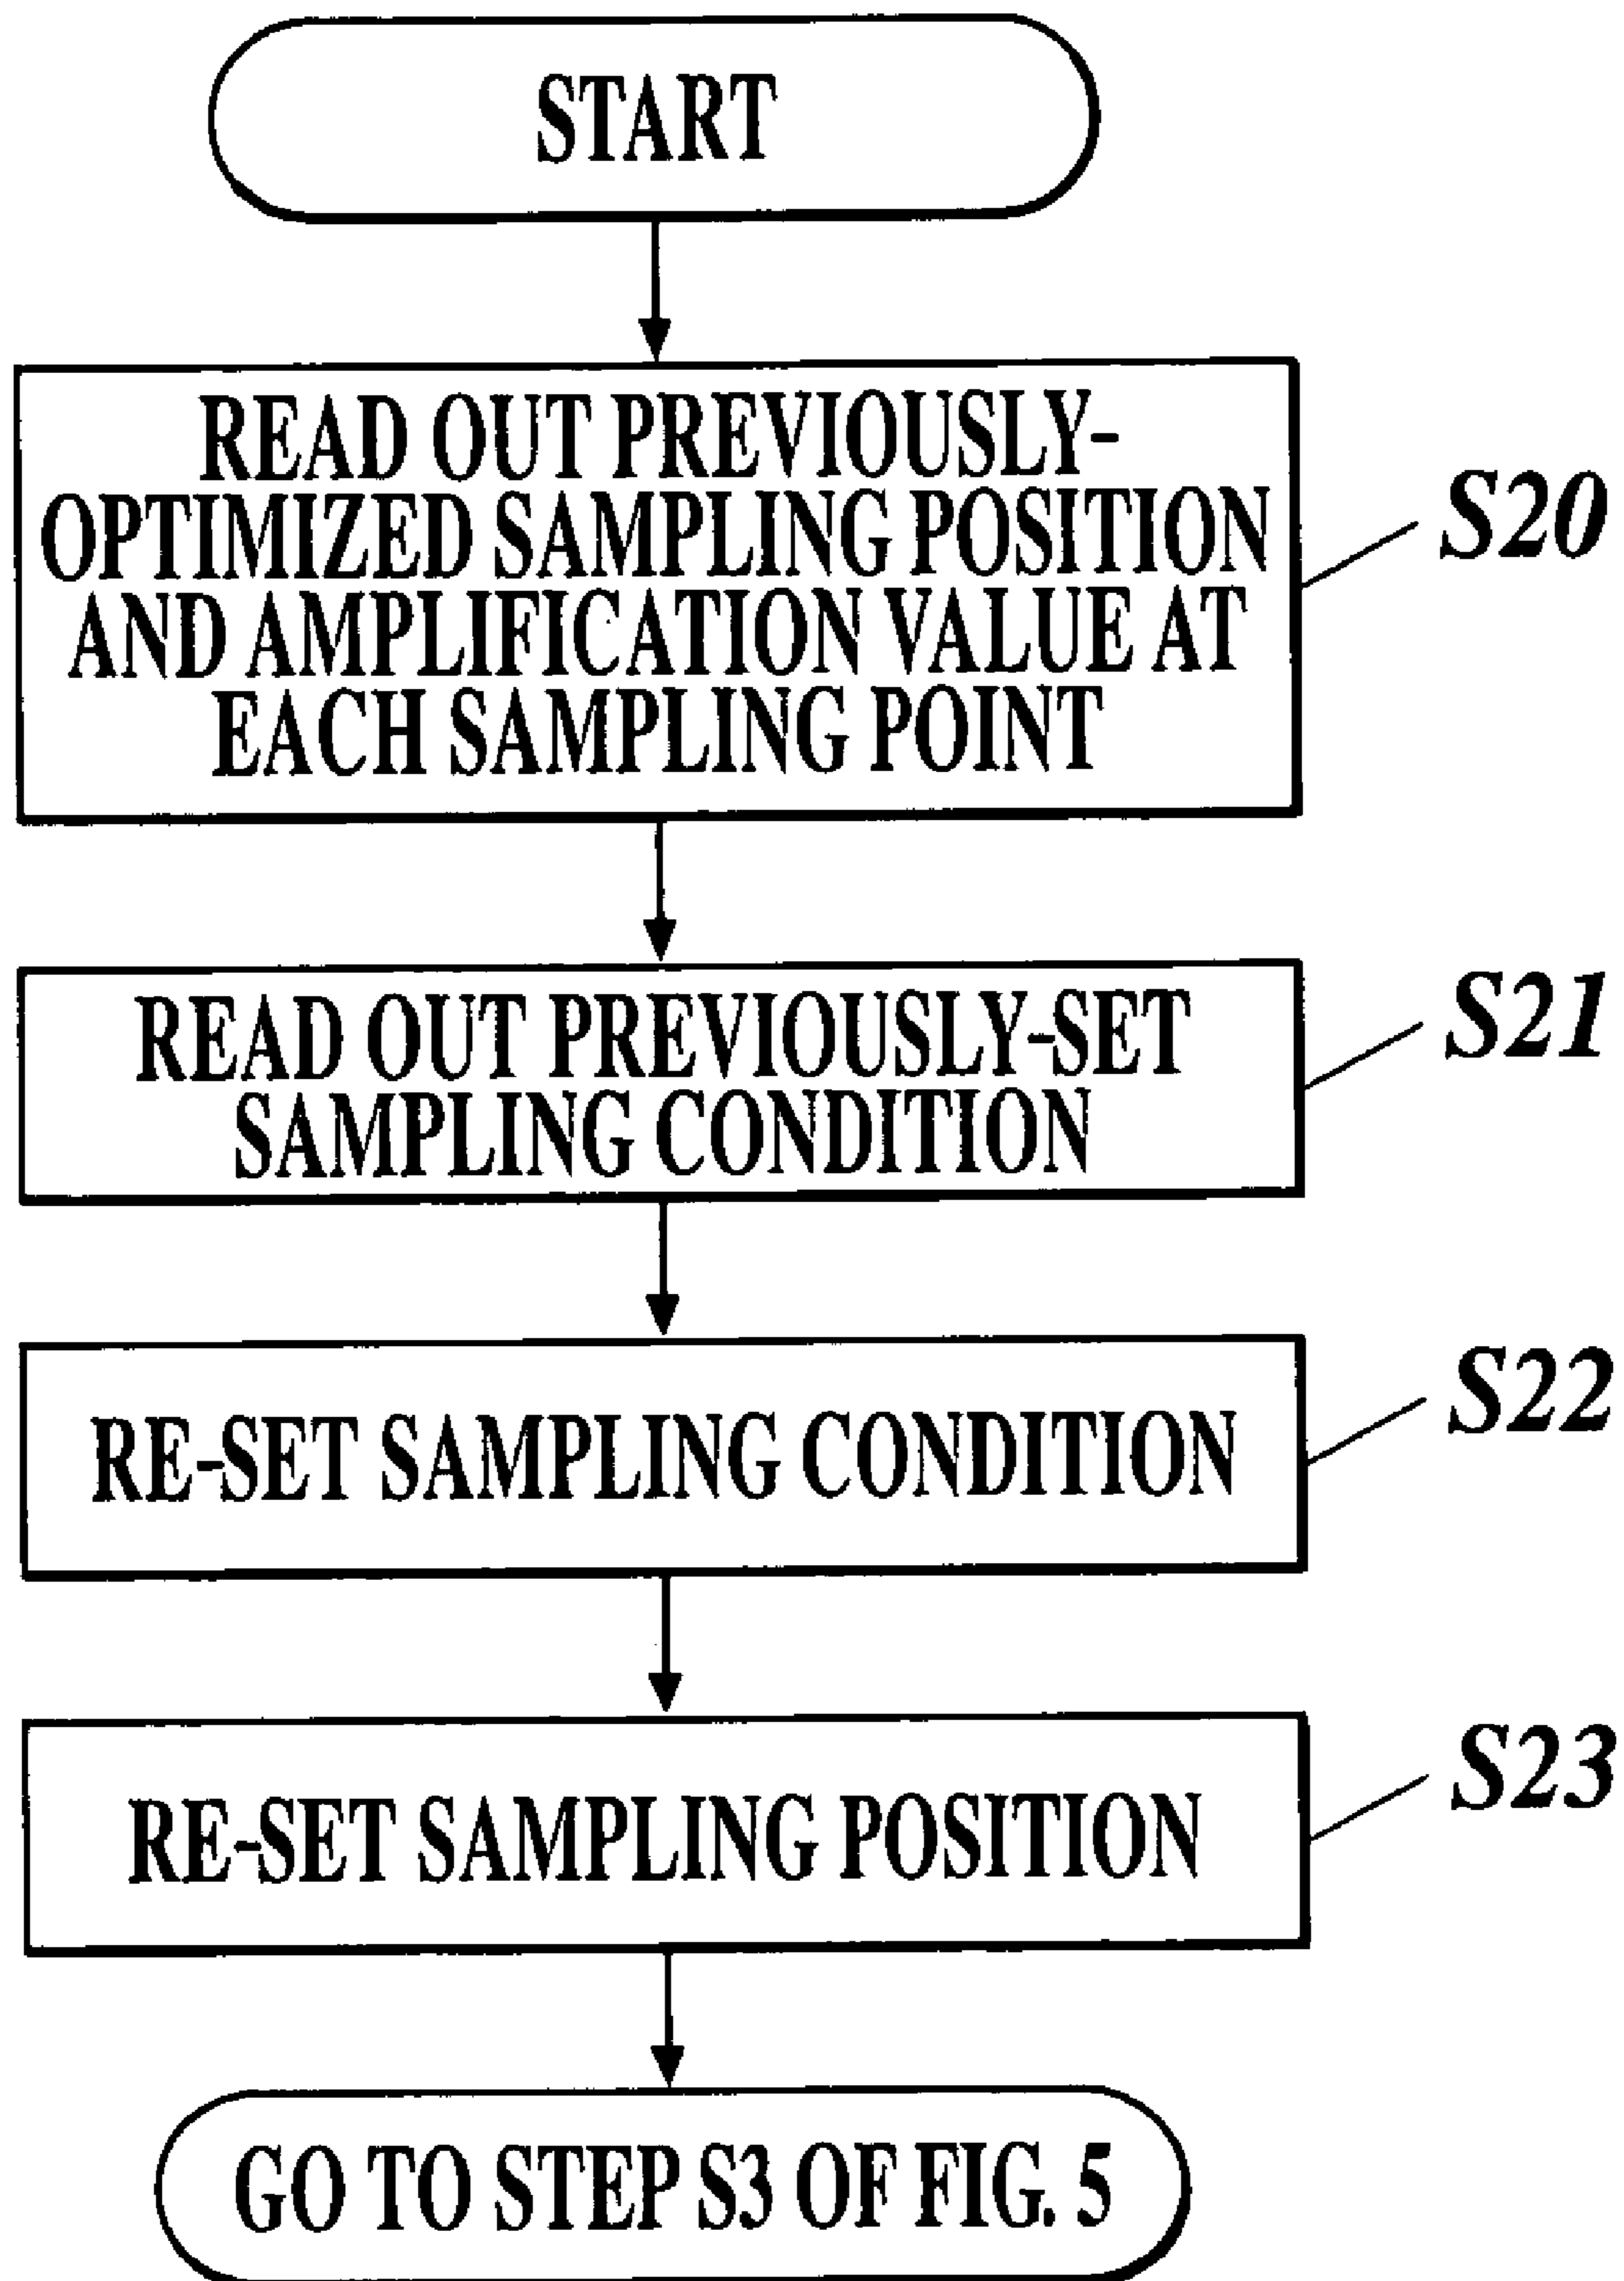 START
READ OUT PREVIOUSLY-
OPTIMIZED SAMPLING POSITION
AND AMPLIFICATION VALUE AT
EACH SAMPLING POINT
S20
READ OUT PREVIOUSLY-SET
SAMPLING CONDITION
S21
RE-SET SAMPLING CONDITION
S22
RE-SET SAMPLING POSITION
S23
GO TO STEP S3 OF FIG. 5